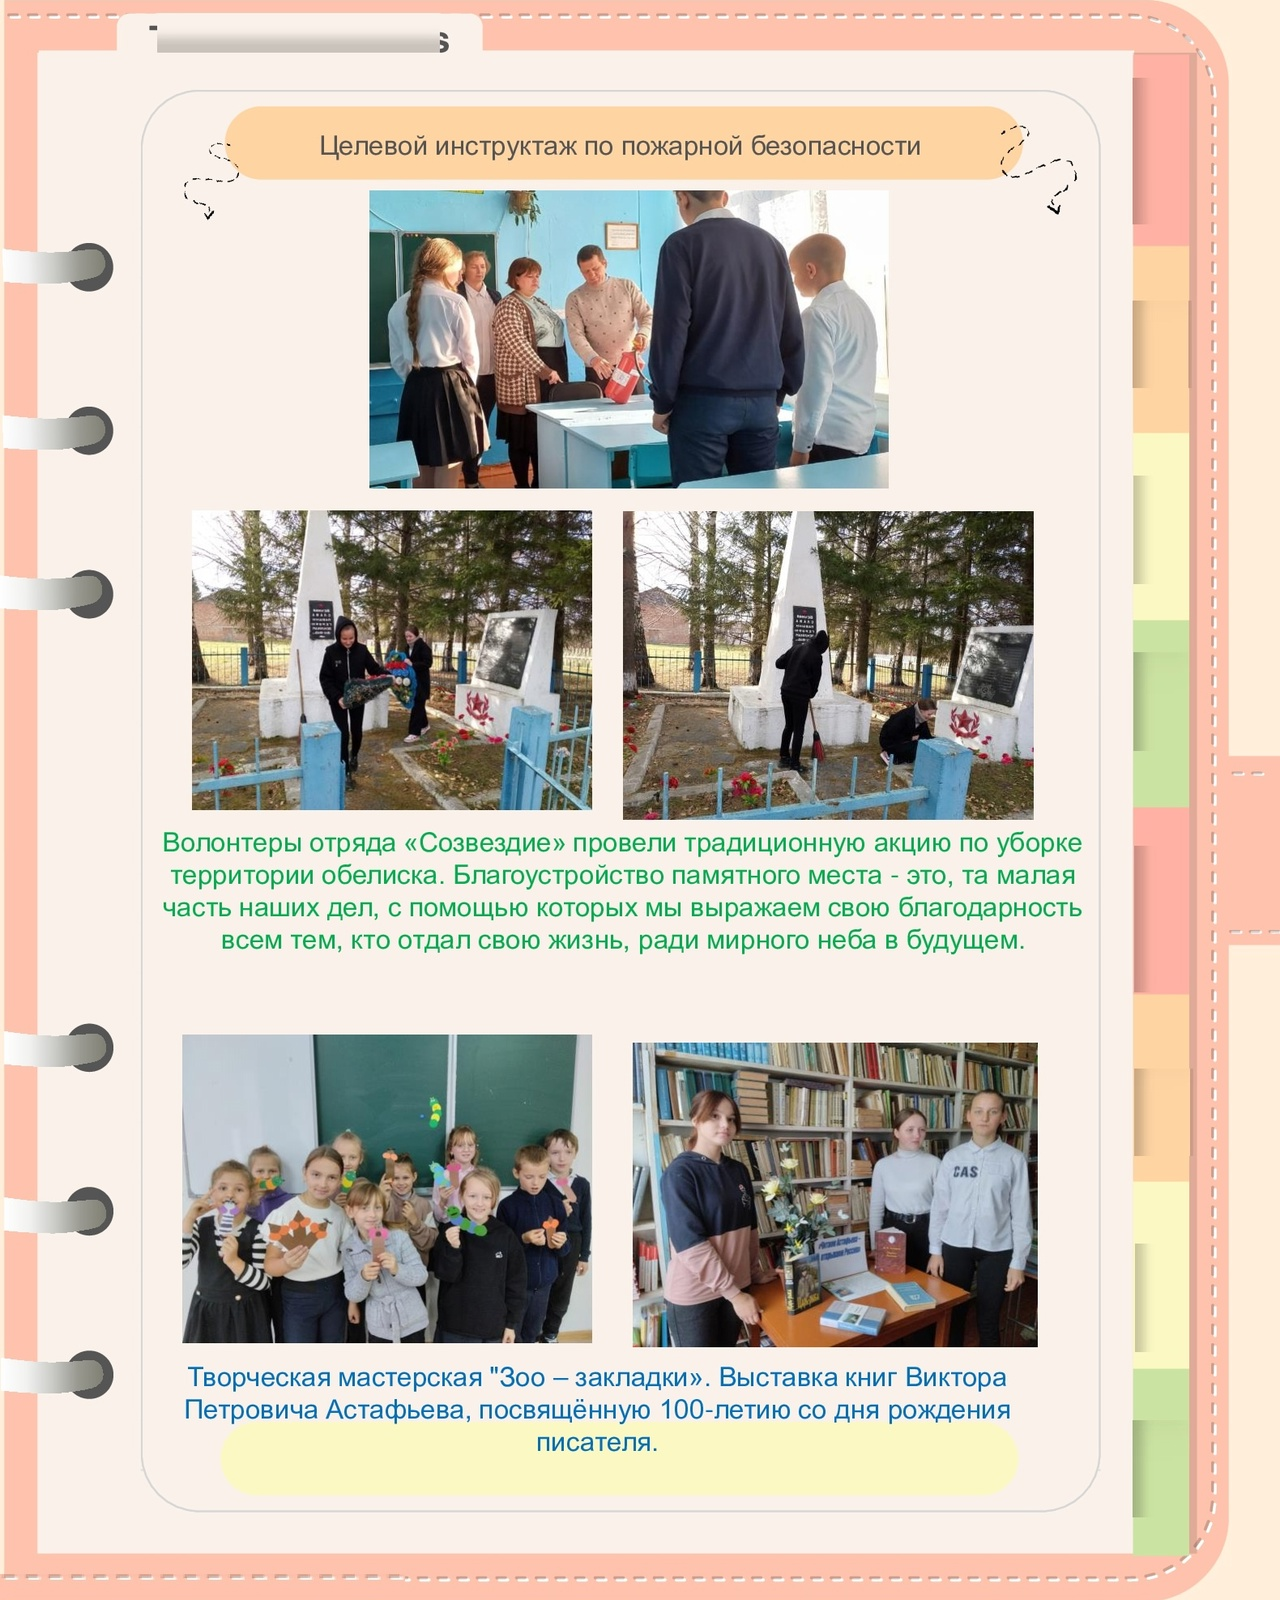 Целевой инструктаж по пожарной безопасности
Волонтеры отряда «Созвездие» провели традиционную акцию по уборке
территории обелиска. Благоустройство памятного места - это, та малая
часть наших дел, с помощью которых мы выражаем свою благодарность
всем тем, кто отдал свою жизнь, ради мирного неба в будущем.
CAS
Творческая мастерская "Зоо – закладки». Выставка книг Виктора
Петровича Астафьева, посвящённую 100-летию со дня рождения
писателя.